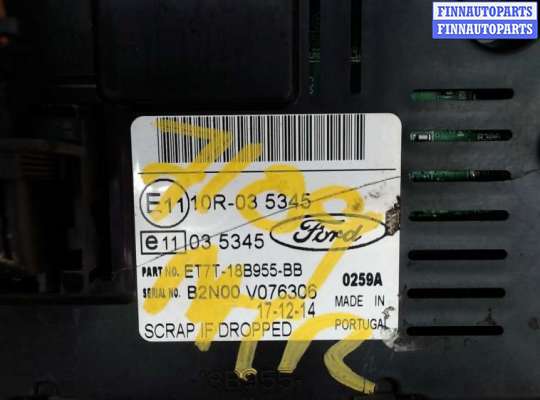 FINNAUTOPARTS
FINNAUTOPARTS
E11 10R-03 5345
e11 03 5345
Ford
PART NO. ET7T-18B955-BB
0259A
SERIAL NO. B2N00 V076306
MADE IN
17-12-14
PORTUGAL
SCRAP IF DROPPED
18B955